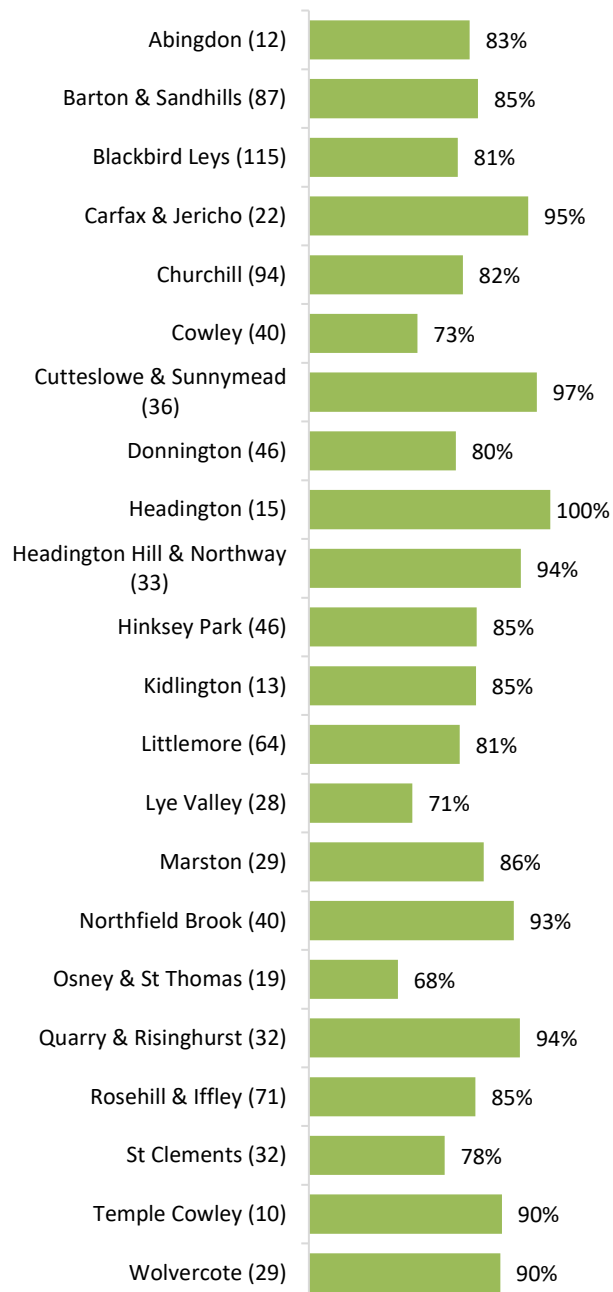 Abingdon (12) 83%
Barton & Sandhills (87) 85%
Blackbird Leys (115) 81%
Carfax & Jericho (22) 95%
Churchill (94) 82%
Cowley (40) 73%
Cutteslowe & Sunnymead
(36) 97%
Donnington (46) 80%
Headington (15) 100%
Headington Hill & Northway
(33) 94%
Hinksey Park (46) 85%
Kidlington (13) 85%
Littlemore (64) 81%
Lye Valley (28) 71%
Marston (29) 86%
Northfield Brook (40) 93%
Osney & St Thomas (19) 68%
Quarry & Risinghurst (32) 94%
Rosehill & Iffley (71) 85%
St Clements (32) 78%
Temple Cowley (10) 90%
Wolvercote (29) 90%